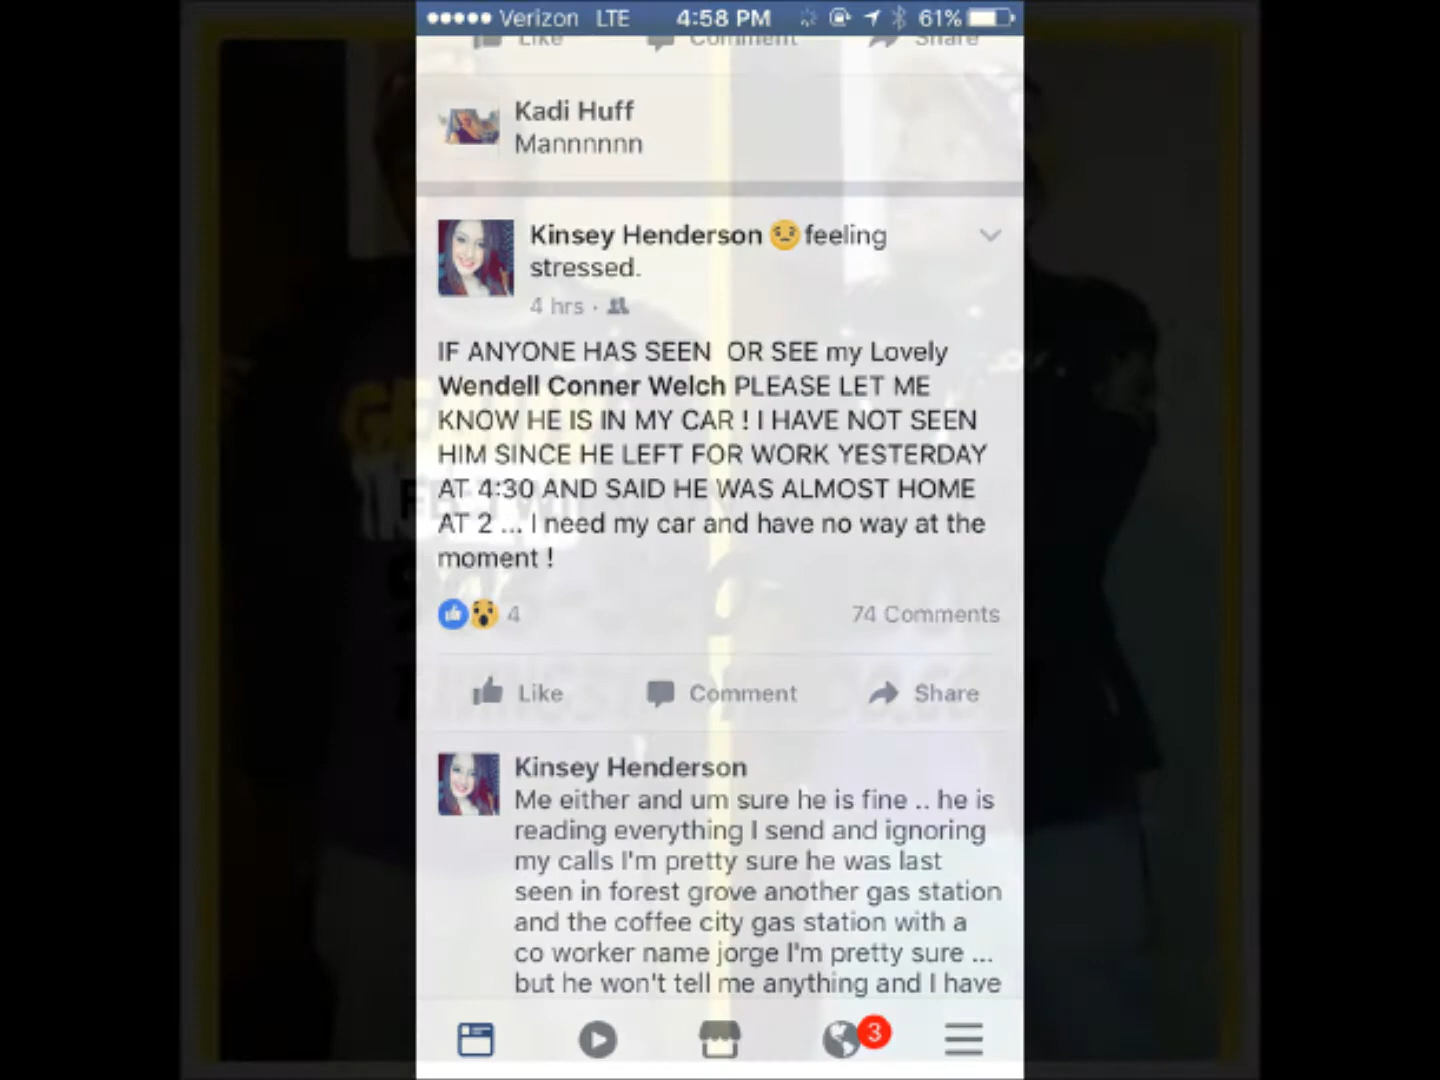 Verizon LTE 4:58 PM 61%
Like Comment Share
Kadi Huff
Mannnnnn
Kinsey Henderson 😟 feeling
stressed.
4 hrs ·
IF ANYONE HAS SEEN OR SEE my Lovely
Wendell Conner Welch PLEASE LET ME
KNOW HE IS IN MY CAR ! I HAVE NOT SEEN
HIM SINCE HE LEFT FOR WORK YESTERDAY
AT 4:30 AND SAID HE WAS ALMOST HOME
AT 2 ... I need my car and have no way at the
moment !
4 74 Comments
Like Comment Share
Kinsey Henderson
Me either and um sure he is fine .. he is
reading everything I send and ignoring
my calls I'm pretty sure he was last
seen in forest grove another gas station
and the coffee city gas station with a
co worker name jorge I'm pretty sure ...
but he won't tell me anything and I have
3